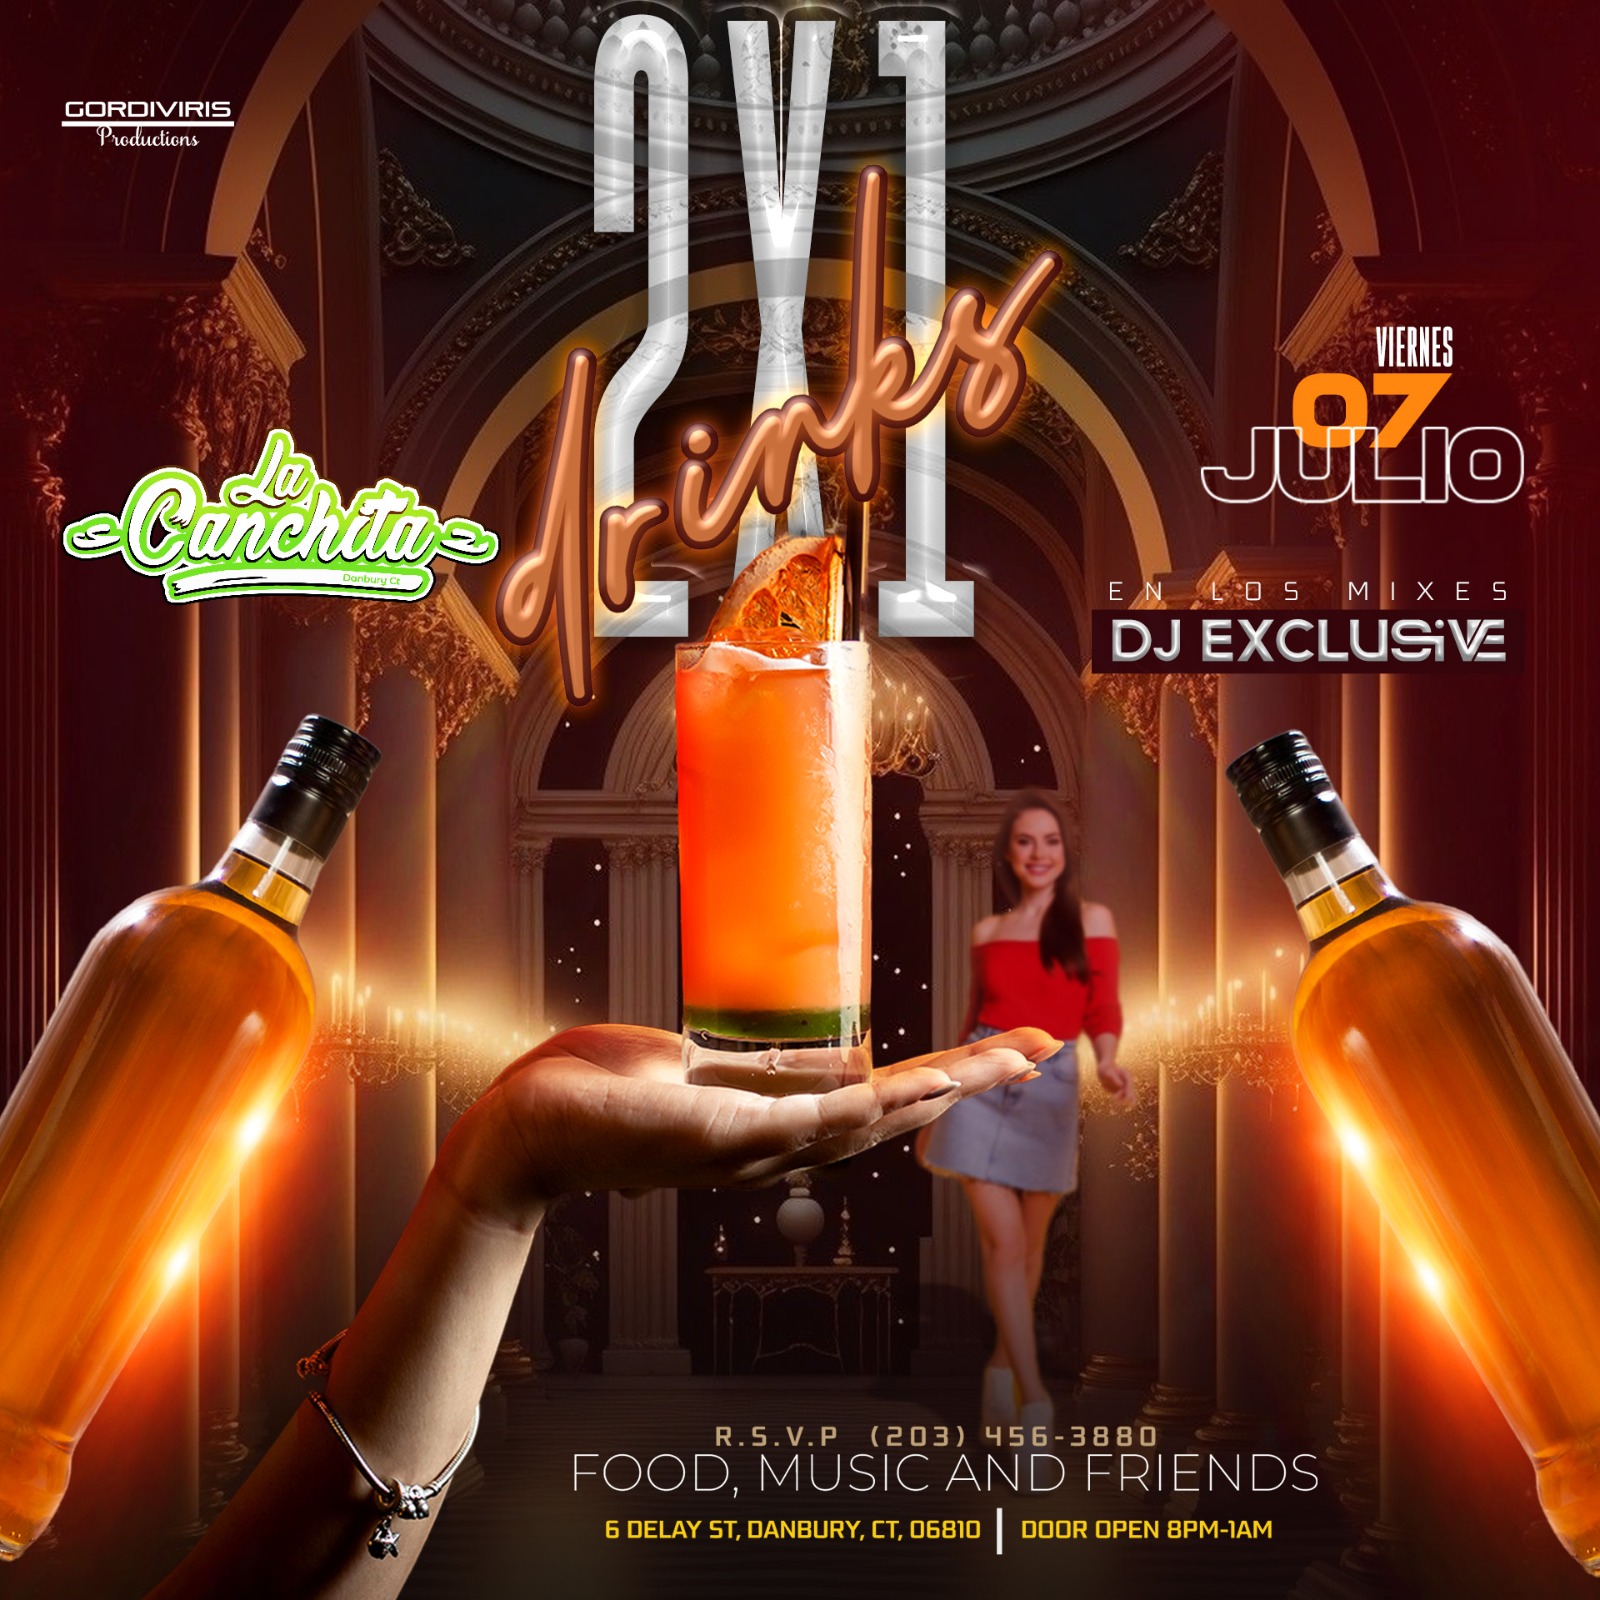 GORDIVIRIS
Productions
2X1
drinks
La
Canchita
Danbury Ct
VIERNES
07
JULIO
EN LOS MIXES
DJ EXCLUSiVE
R.S.V.P (203) 456-3880
FOOD, MUSIC AND FRIENDS
6 DELAY ST, DANBURY, CT, 06810 | DOOR OPEN 8PM-1AM